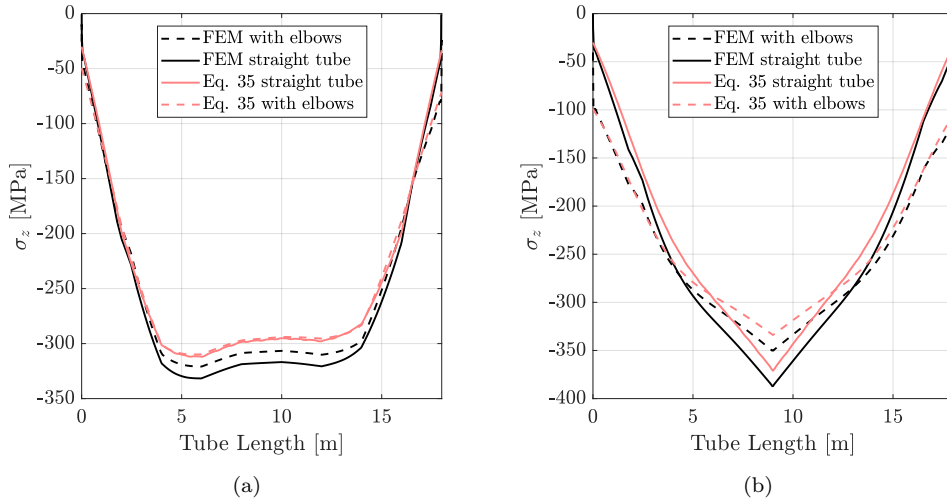 0
-50
-100
-150
-200
-250
-300
-350
σz [MPa]
FEM with elbows
FEM straight tube
Eq. 35 straight tube
Eq. 35 with elbows
0
5
10
15
Tube Length [m]
(a)
0
-50
-100
-150
-200
-250
-300
-350
-400
σz [MPa]
FEM with elbows
FEM straight tube
Eq. 35 straight tube
Eq. 35 with elbows
0
5
10
15
Tube Length [m]
(b)